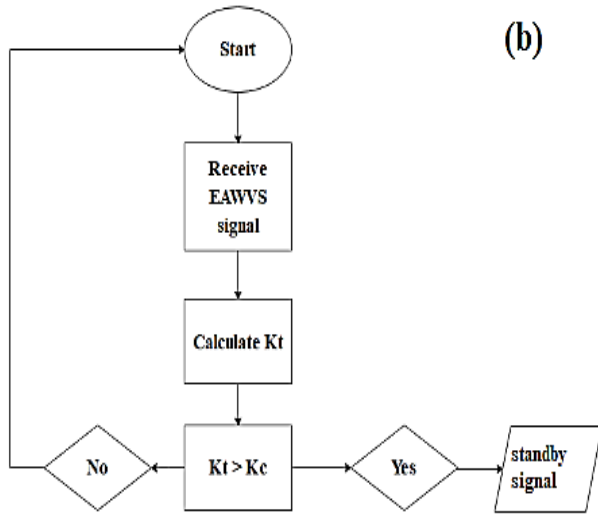 (b)
Start
Receive
EAWVS
signal
Calculate Kt
No
Kt > Kc
Yes
standby
signal